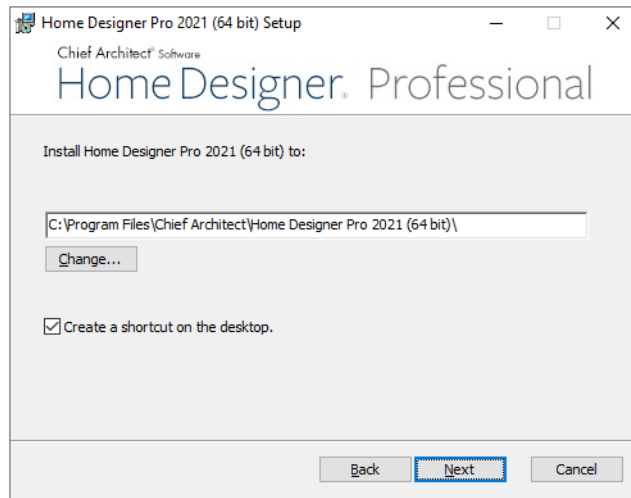 Home Designer Pro 2021 (64 bit) Setup
Chief Architect® Software
Home Designer® Professional
Install Home Designer Pro 2021 (64 bit) to:
C:\Program Files\Chief Architect\Home Designer Pro 2021 (64 bit)\
Change...
Create a shortcut on the desktop.
Back Next Cancel